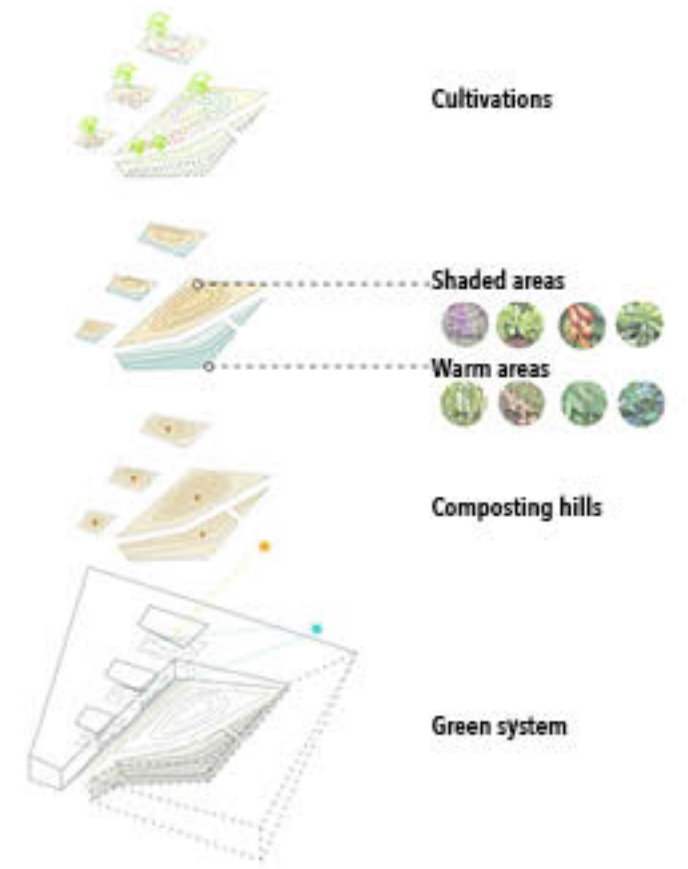 Cultivations
Shaded areas
Warm areas
Composting hills
Green system